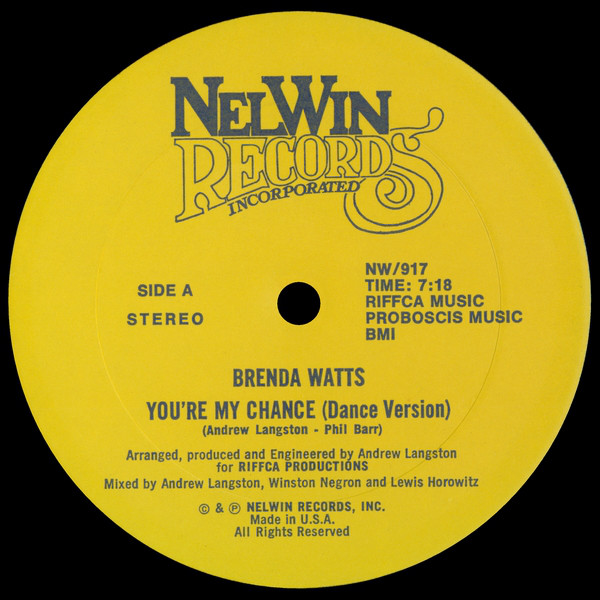 NELWIN
RECORDS
INCORPORATED
SIDE A
STEREO
NW/917
TIME: 7:18
RIFFCA MUSIC
PROBOSCIS MUSIC
BMI
BRENDA WATTS
YOU'RE MY CHANCE (Dance Version)
(Andrew Langston - Phil Barr)
Arranged, produced and Engineered by Andrew Langston
for RIFFCA PRODUCTIONS
Mixed by Andrew Langston, Winston Negron and Lewis Horowitz
© & ℗ NELWIN RECORDS, INC.
Made in U.S.A.
All Rights Reserved